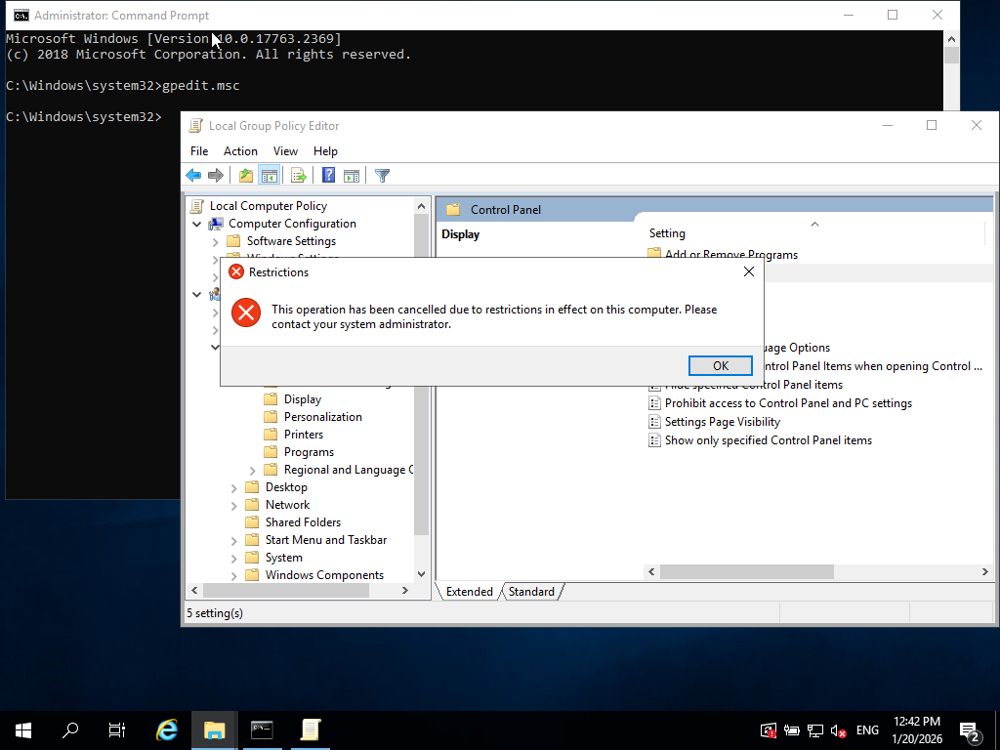 Administrator: Command Prompt
Microsoft Windows [Version 10.0.17763.2369]
(c) 2018 Microsoft Corporation. All rights reserved.
C:\Windows\system32>gpedit.msc
C:\Windows\system32>
Local Group Policy Editor
File Action View Help
Local Computer Policy
Computer Configuration
Software Settings
Windows Settings
Control Panel
Display
Setting
Add or Remove Programs
Restrictions
This operation has been cancelled due to restrictions in effect on this computer. Please
contact your system administrator.
OK
uage Options
ntrol Panel Items when opening Control ...
Hide specified Control Panel items
Prohibit access to Control Panel and PC settings
Settings Page Visibility
Show only specified Control Panel items
Display
Personalization
Printers
Programs
Regional and Language C
Desktop
Network
Shared Folders
Start Menu and Taskbar
System
Windows Components
Extended
Standard
5 setting(s)
ENG
12:42 PM
1/20/2026
2